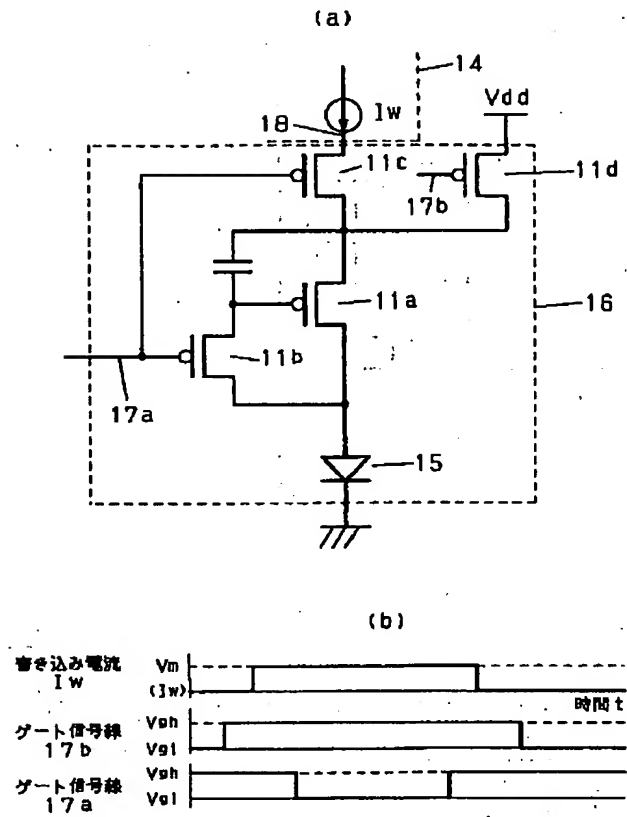 (a)
14
Iw
Vdd
18
11c
11d
17b
11a
16
11b
17a
15
(b)
書き込み電流
Iw
Vm
(Iw)
時間t
ゲート信号線
17b
Vgh
Vgl
ゲート信号線
17a
Vgh
Vgl